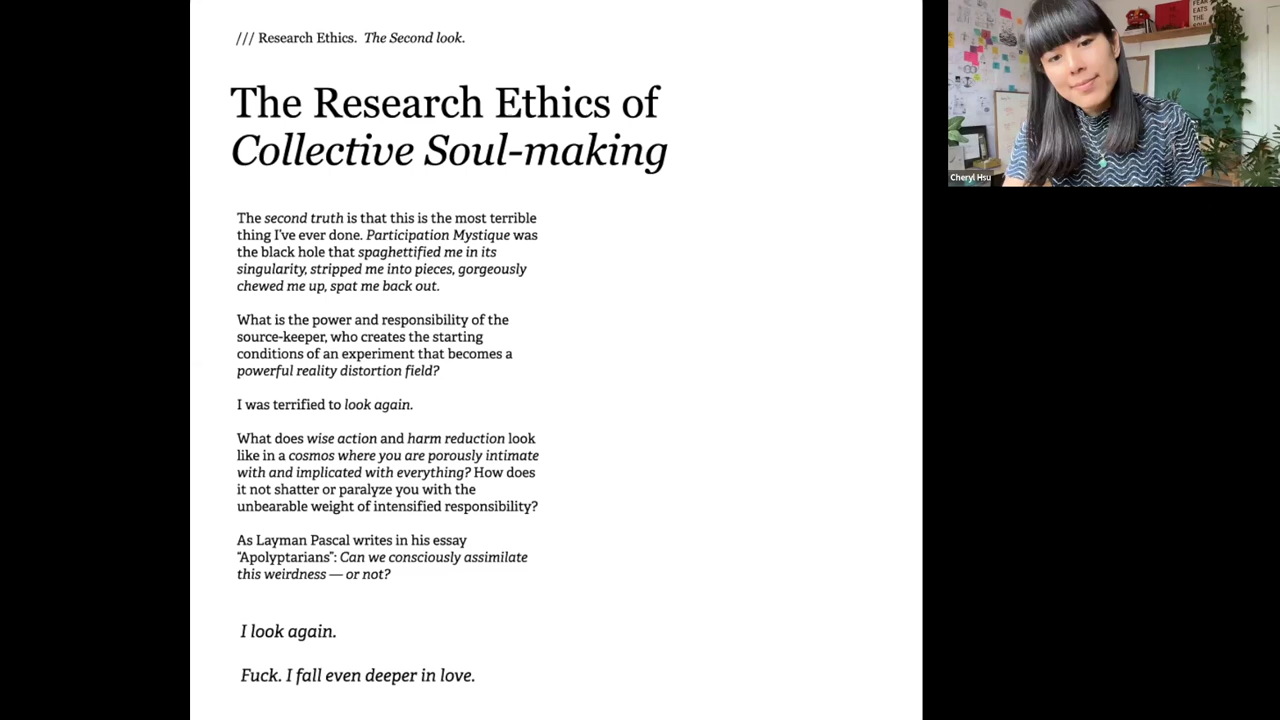 /// Research Ethics. The Second look.
The Research Ethics of
Collective Soul-making
The second truth is that this is the most terrible
thing I've ever done. Participation Mystique was
the black hole that spaghettified me in its
singularity, stripped me into pieces, gorgeously
chewed me up, spat me back out.
What is the power and responsibility of the
source-keeper, who creates the starting
conditions of an experiment that becomes a
powerful reality distortion field?
I was terrified to look again.
What does wise action and harm reduction look
like in a cosmos where you are porously intimate
with and implicated with everything? How does
it not shatter or paralyze you with the
unbearable weight of intensified responsibility?
As Layman Pascal writes in his essay
“Apolyptarians”: Can we consciously assimilate
this weirdness — or not?
I look again.
Fuck. I fall even deeper in love.
FEAR
EATS
THE
SOUL
Cheryl Hsu